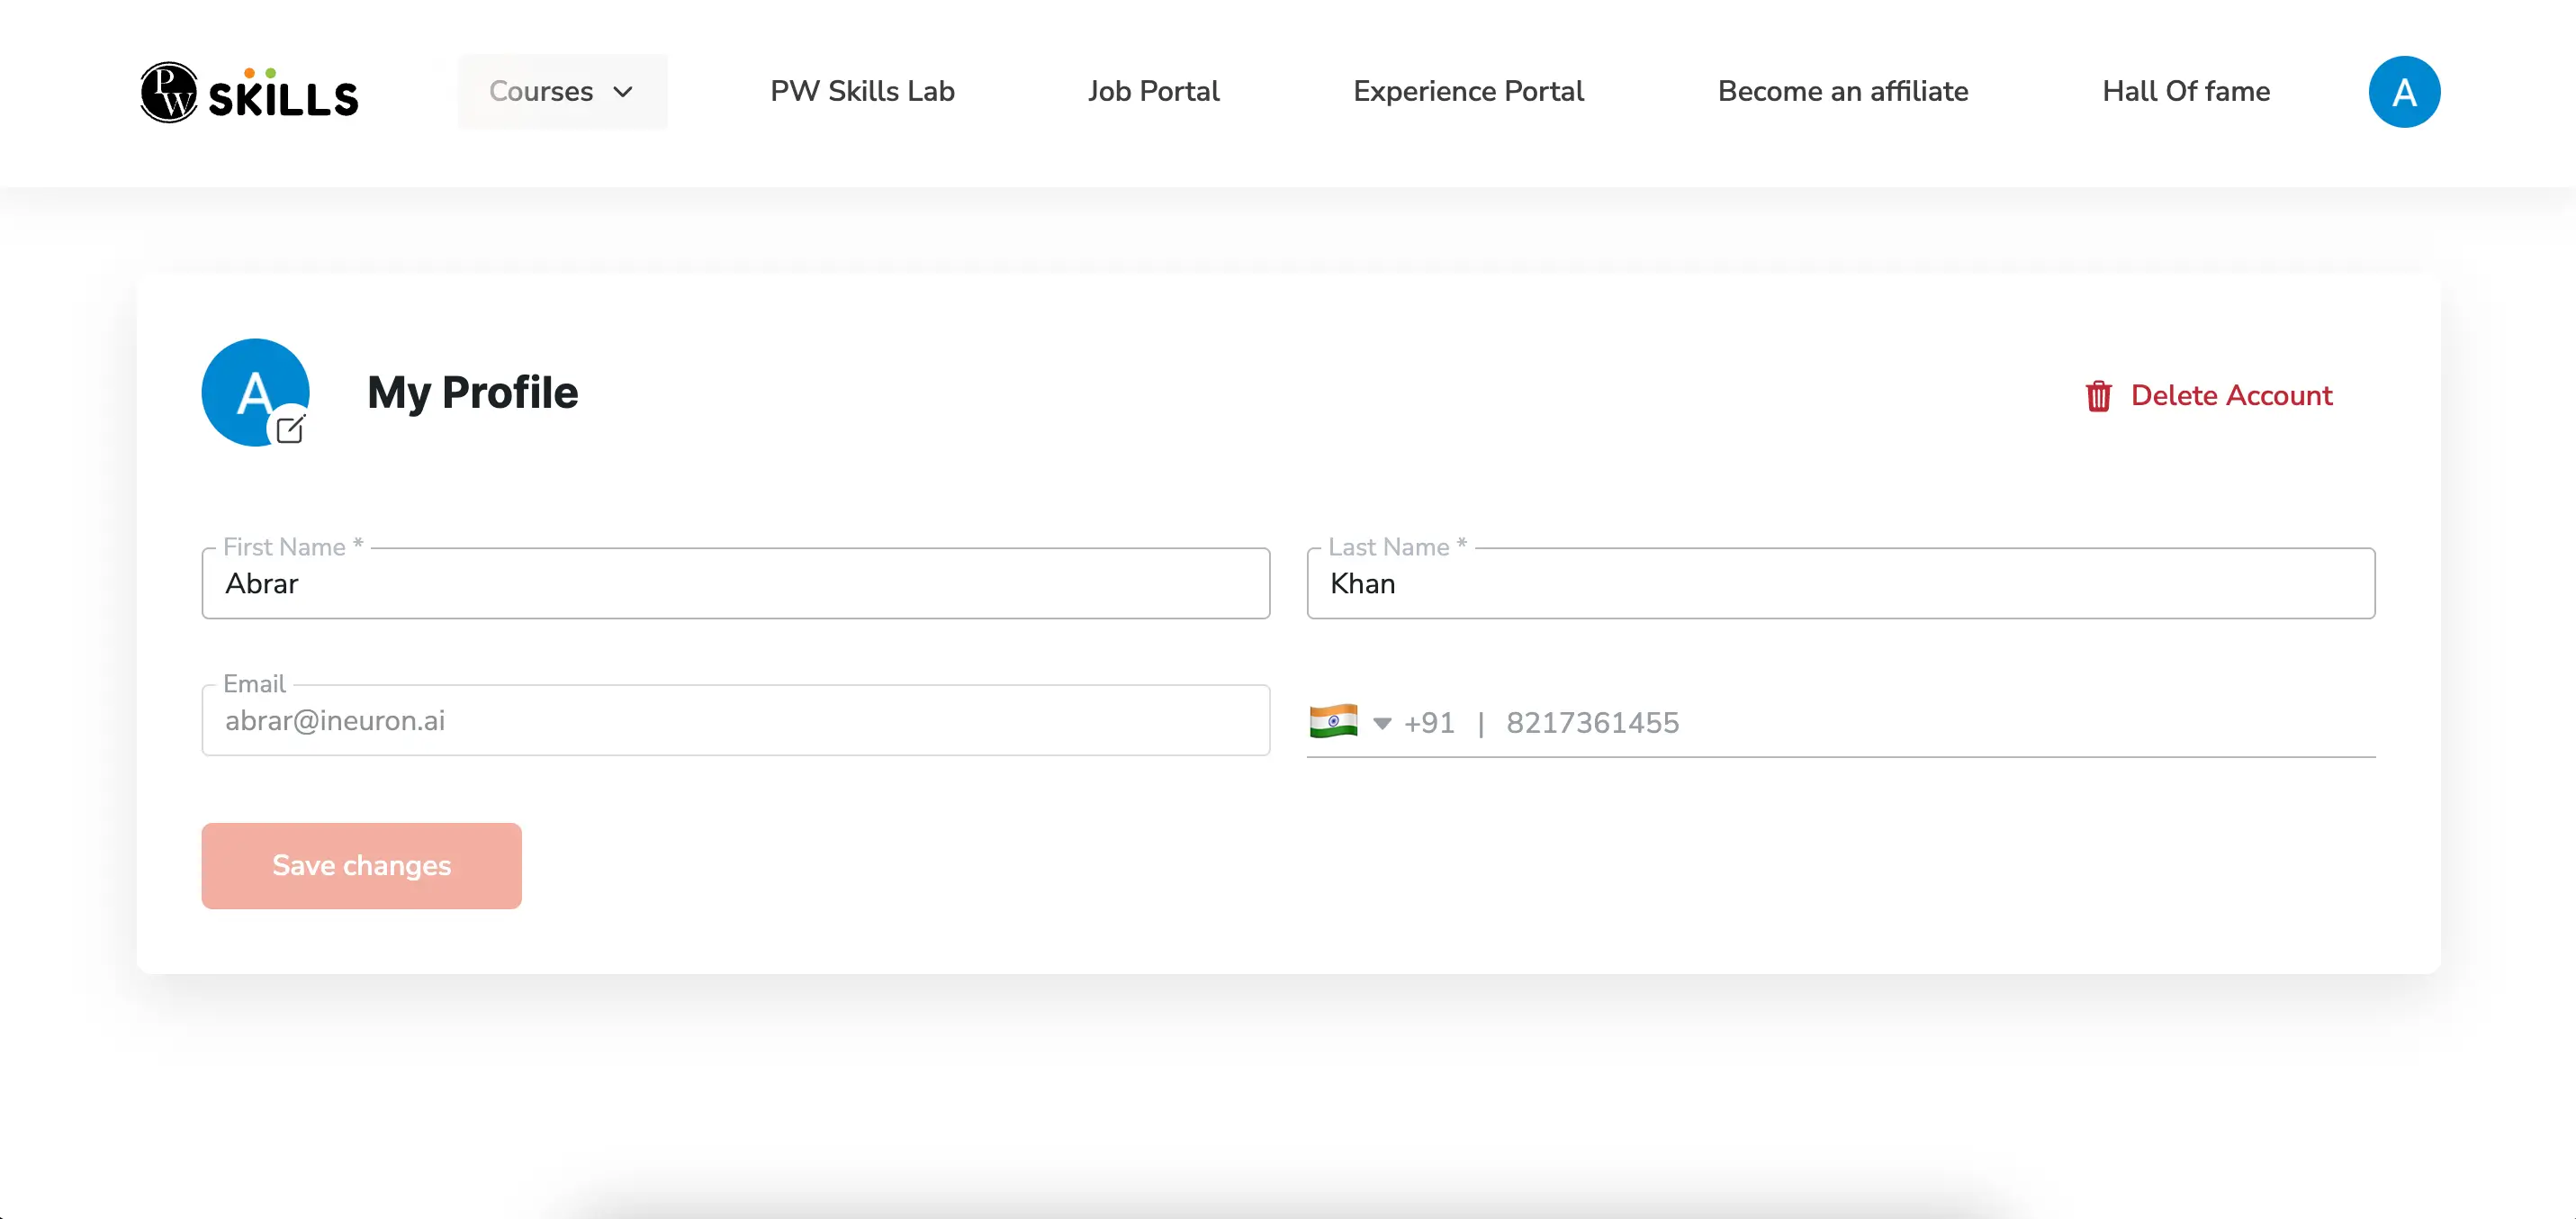 PW SKILLS Courses PW Skills Lab Job Portal Experience Portal Become an affiliate Hall Of fame A
A My Profile Delete Account
First Name * Last Name *
Abrar Khan
Email
abrar@ineuron.ai +91 | 8217361455
Save changes